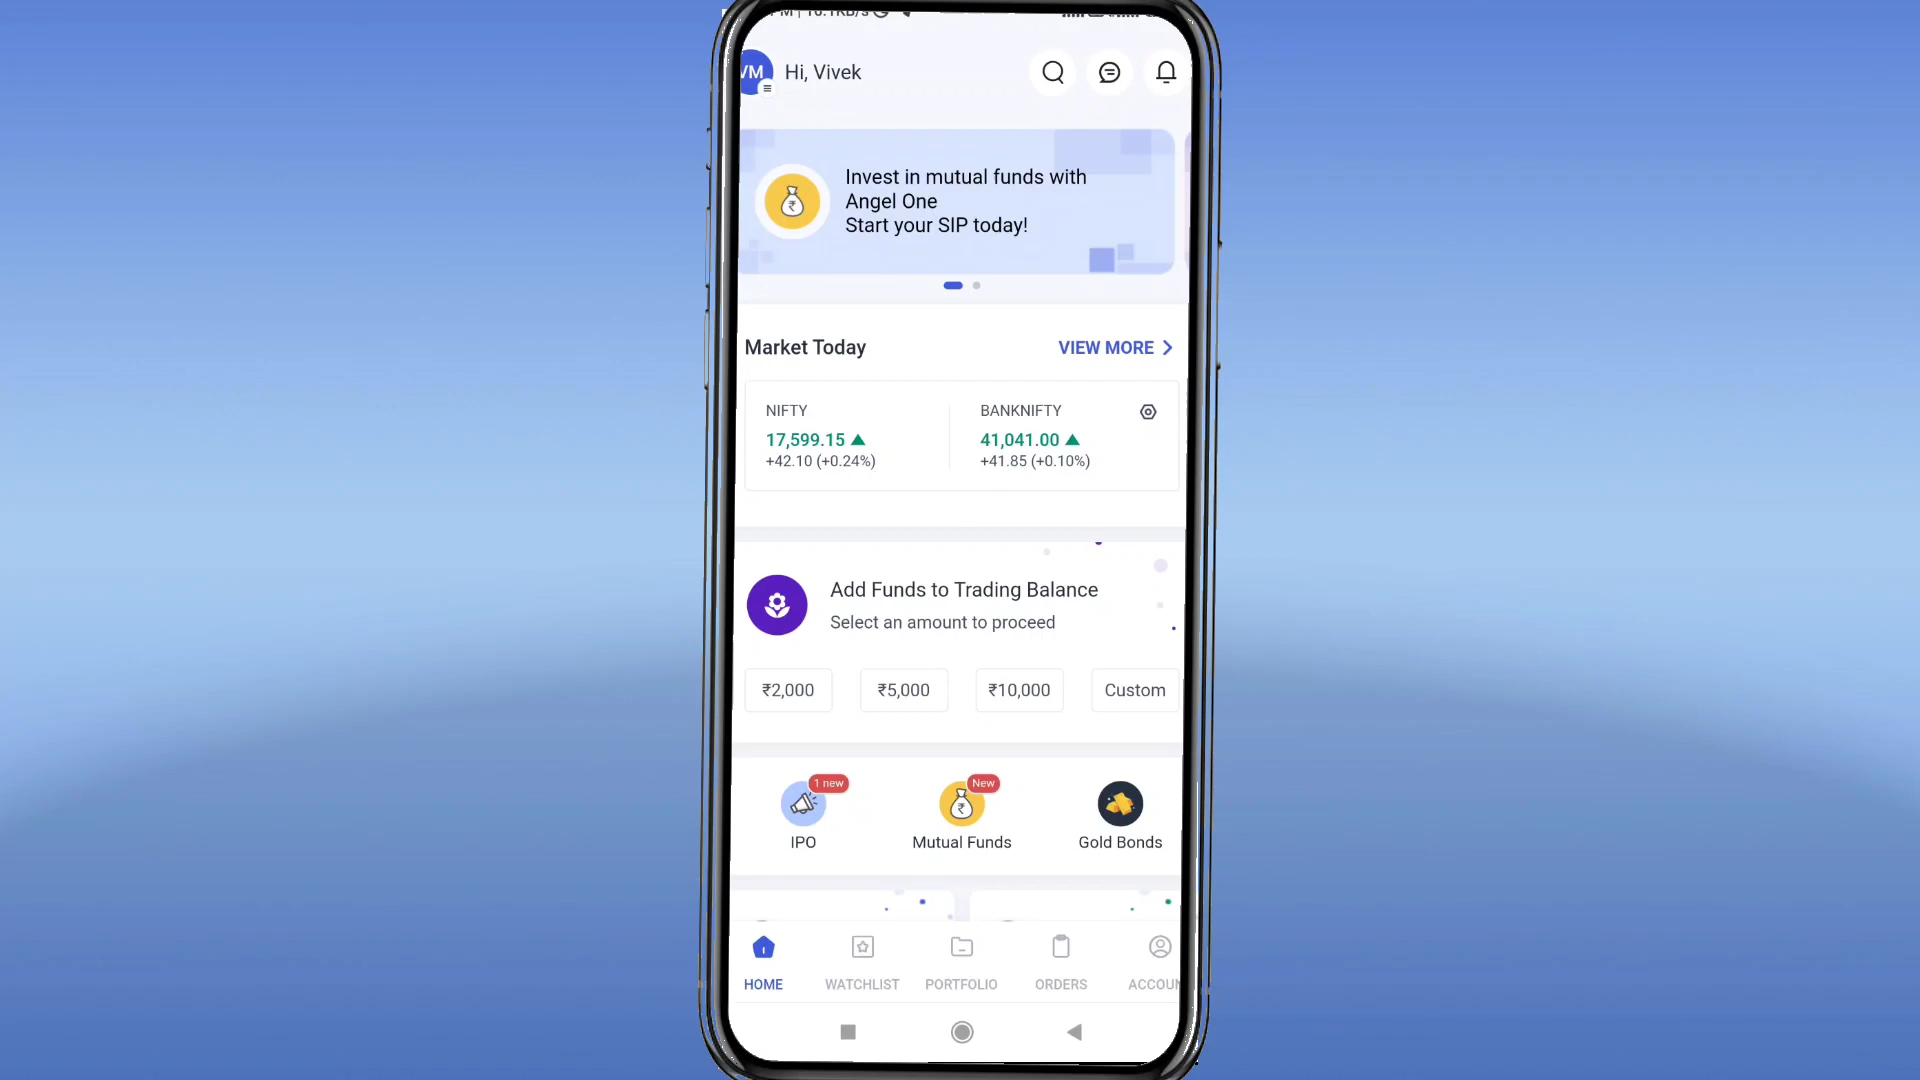 VM
Hi, Vivek
Invest in mutual funds with
Angel One
Start your SIP today!
Market Today
VIEW MORE
NIFTY
17,599.15
+42.10 (+0.24%)
BANKNIFTY
41,041.00
+41.85 (+0.10%)
Add Funds to Trading Balance
Select an amount to proceed
₹2,000
₹5,000
₹10,000
Custom
1 new
IPO
New
Mutual Funds
Gold Bonds
HOME
WATCHLIST
PORTFOLIO
ORDERS
ACCOUN